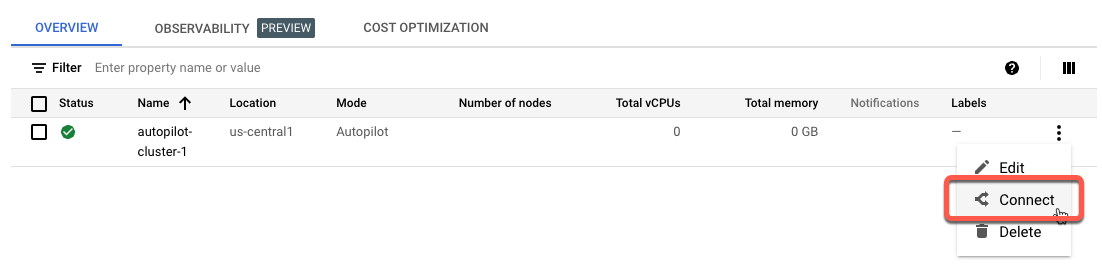 OVERVIEW OBSERVABILITY PREVIEW COST OPTIMIZATION
Filter Enter property name or value
Status Name Location Mode Number of nodes Total vCPUs Total memory Notifications Labels
autopilot-cluster-1 us-central1 Autopilot 0 0 GB —
Edit
Connect
Delete